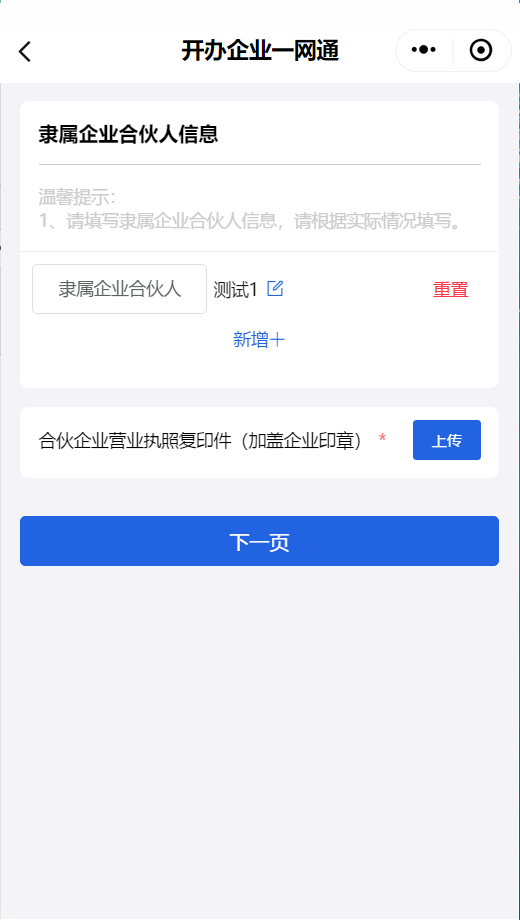 开办企业一网通
隶属企业合伙人信息
温馨提示：
1、请填写隶属企业合伙人信息，请根据实际情况填写。
隶属企业合伙人 测试1 重置
新增＋
合伙企业营业执照复印件（加盖企业印章） * 上传
下一页